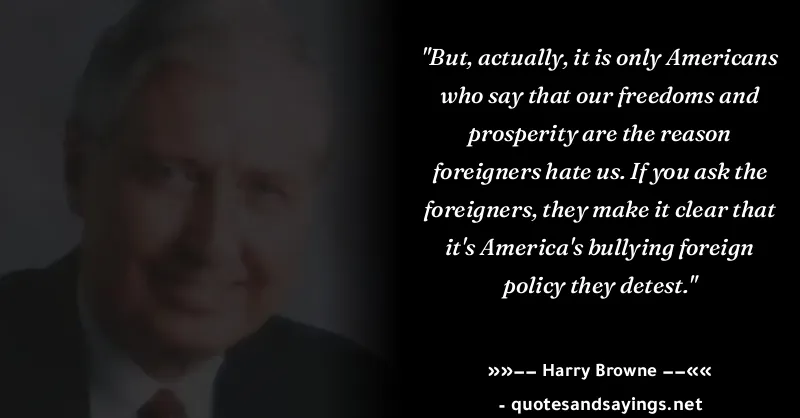 "But, actually, it is only Americans
who say that our freedoms and
prosperity are the reason
foreigners hate us. If you ask the
foreigners, they make it clear that
it's America's bullying foreign
policy they detest."
»»–– Harry Browne ––««
- quotesandsayings.net